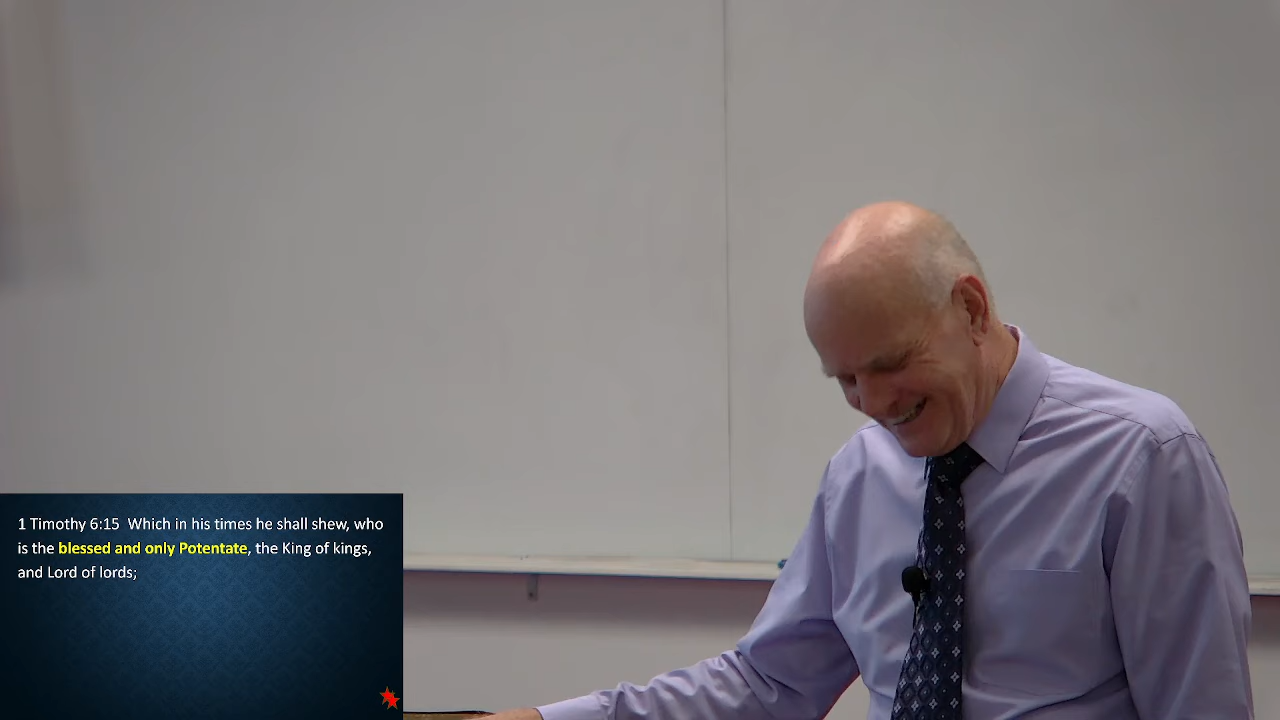 1 Timothy 6:15  Which in his times he shall shew, who
is the blessed and only Potentate, the King of kings,
and Lord of lords;